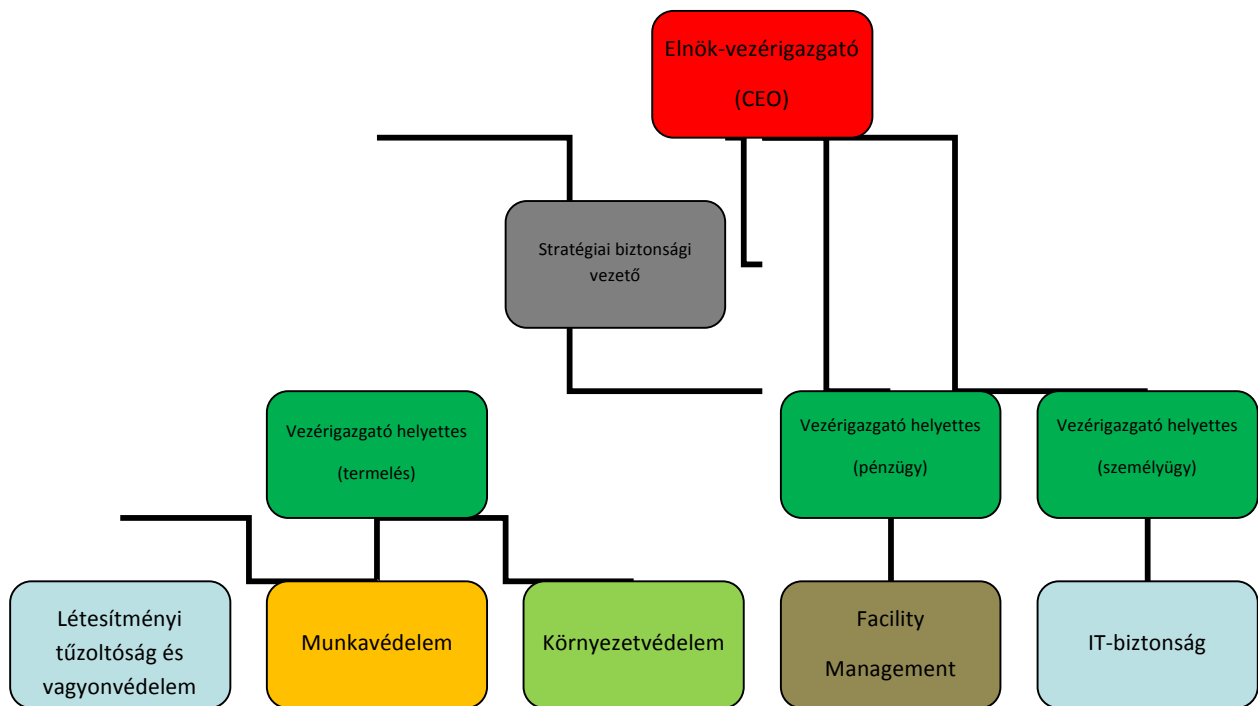 Elnök-vezérigazgató
(CEO)
Stratégiai biztonsági
vezető
Vezérigazgató helyettes
(termelés)
Vezérigazgató helyettes
(pénzügy)
Vezérigazgató helyettes
(személyügy)
Létesítményi
tűzoltóság és
vagyonvédelem
Munkavédelem
Környezetvédelem
Facility
Management
IT-biztonság